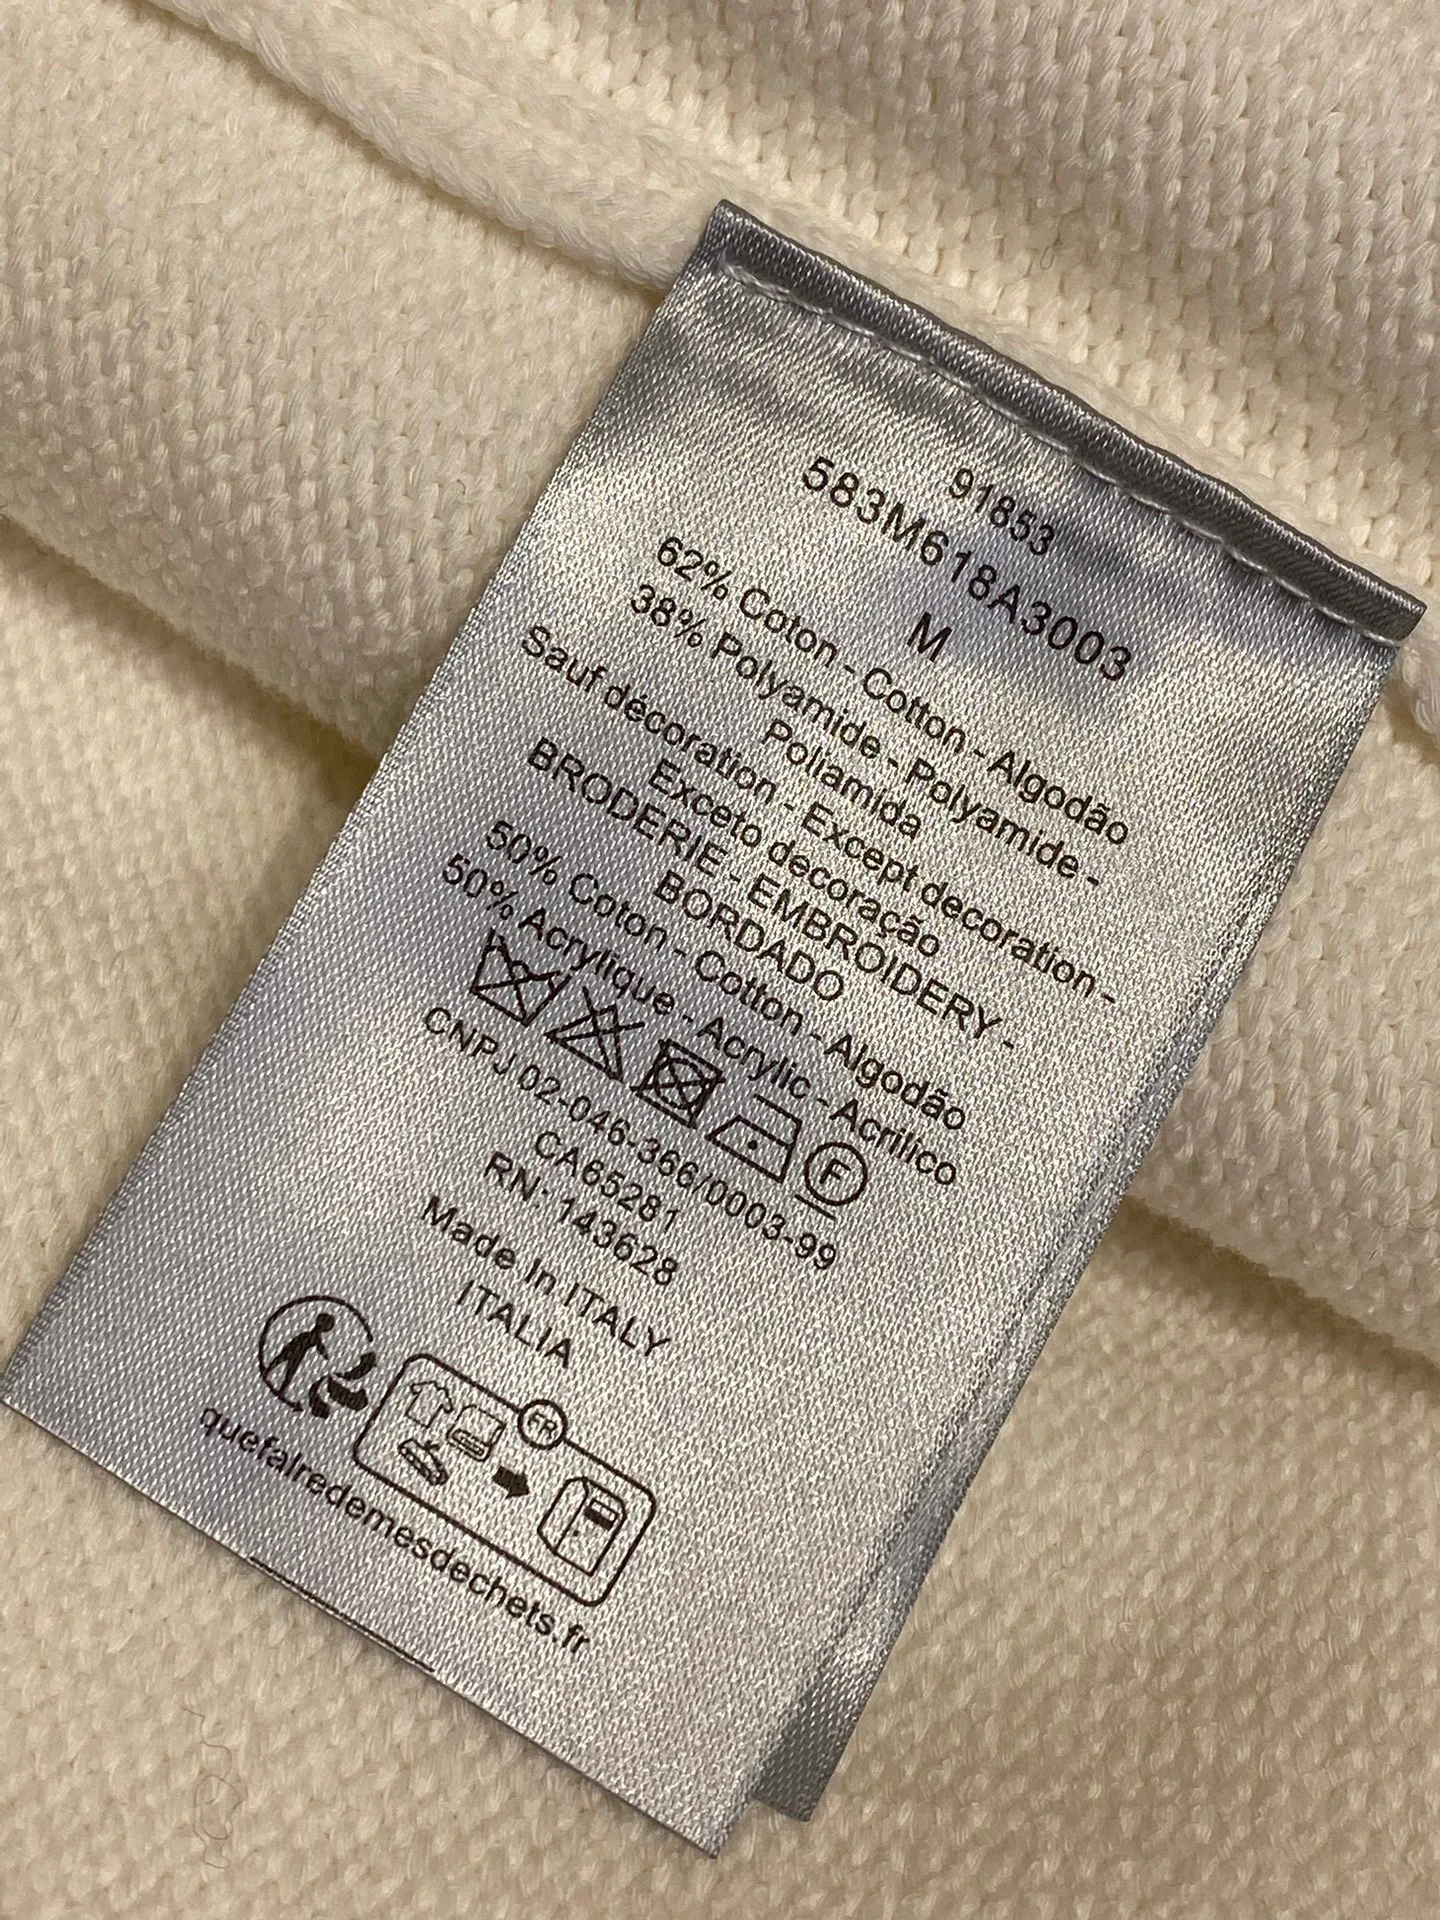 91853
583M618A3003
M
62% Coton - Cotton - Algodão
38% Polyamide - Polyamide -
Poliamida
Sauf décoration - Except decoration -
Exceto decoração
BRODERIE - EMBROIDERY -
BORDADO
50% Coton - Cotton - Algodão
50% Acrylique - Acrylic - Acrilico
F
CNPJ 02-046-366/0003-99
CA65281
RN: 143628
Made In ITALY
ITALIA
FR
quefairedemesdechets.fr